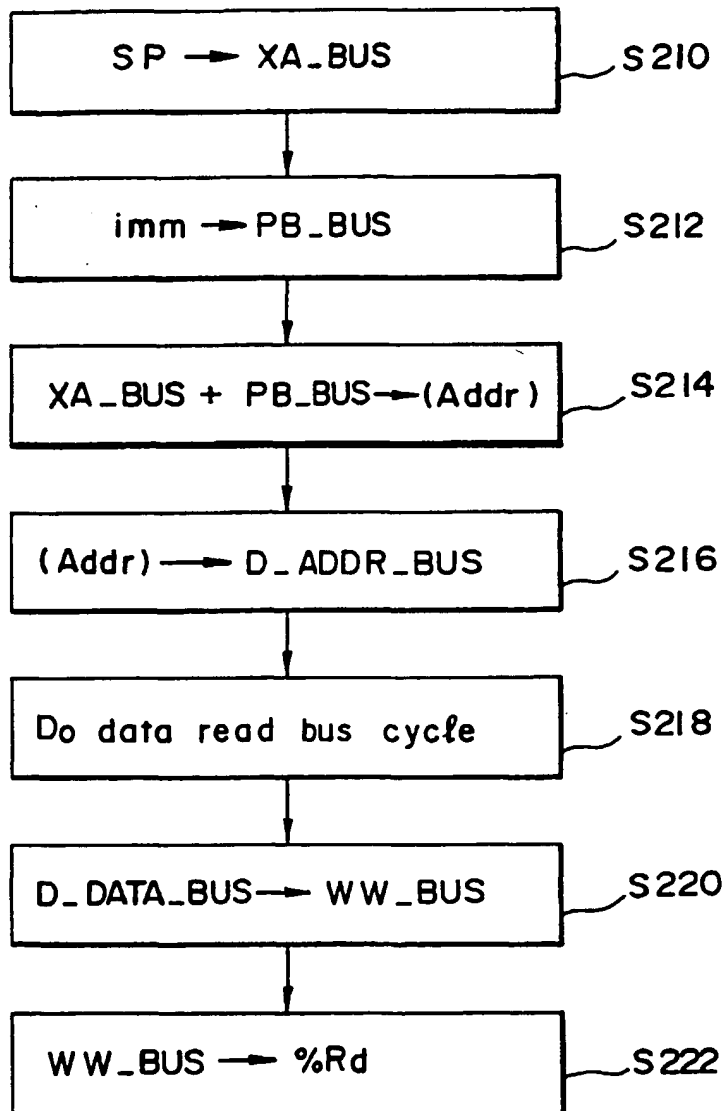 SP → XA_BUS S210
imm → PB_BUS S212
XA_BUS + PB_BUS → (Addr) S214
(Addr) → D_ADDR_BUS S216
Do data read bus cycle S218
D_DATA_BUS → WW_BUS S220
WW_BUS → %Rd S222